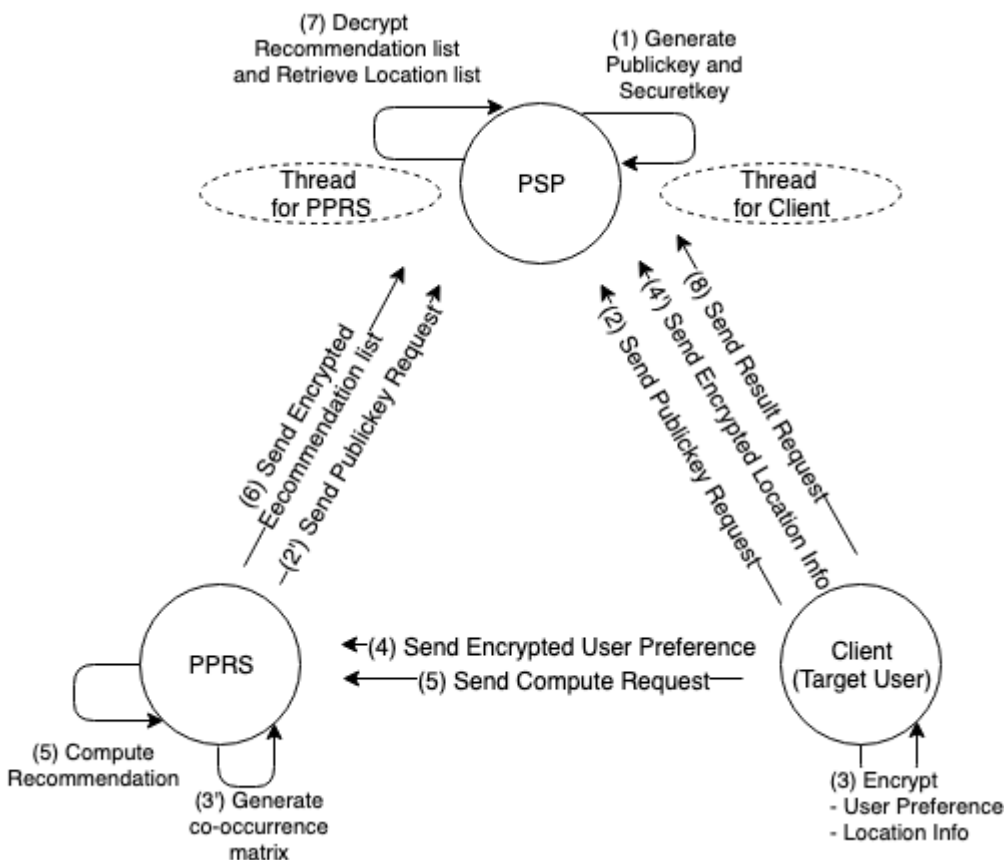 (7) Decrypt
Recommendation list
and Retrieve Location list
(1) Generate
Publickey and
Securetkey
Thread
for PPRS
PSP
Thread
for Client
(6) Send Encrypted
Eecommendation list
(2') Send Publickey Request
(2) Send Publickey Request
(4') Send Encrypted Location Info
(8) Send Result Request
PPRS
(4) Send Encrypted User Preference
(5) Send Compute Request
Client
(Target User)
(5) Compute
Recommendation
(3') Generate
co-occurrence
matrix
(3) Encrypt
- User Preference
- Location Info